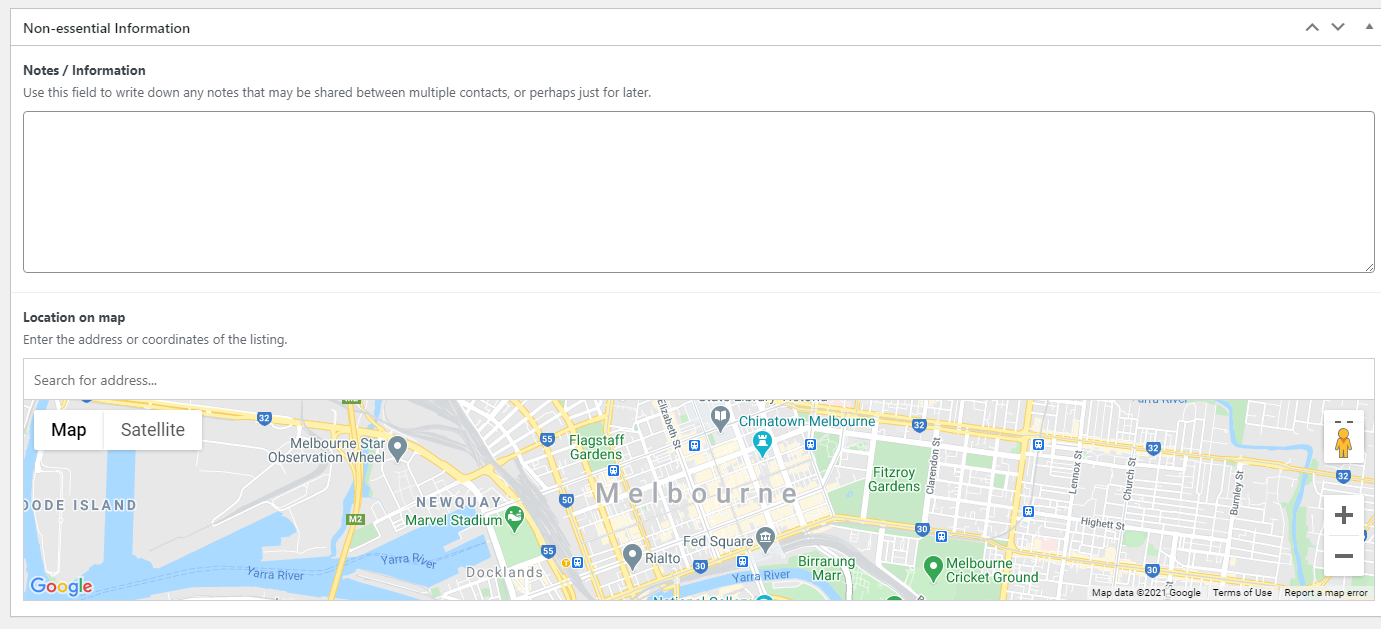 Non-essential Information
Notes / Information
Use this field to write down any notes that may be shared between multiple contacts, or perhaps just for later.
Location on map
Enter the address or coordinates of the listing.
Search for address...
Map
Satellite
32
Melbourne Star
Observation Wheel
55
Flagstaff
Gardens
Elizabeth St
State Library Victoria
Chinatown Melbourne
32
Clarendon St
Fitzroy
Gardens
Yarra River
Lennox St
Church St
32
Burnley St
32
OODE ISLAND
NEWQUAY
Marvel Stadium
M2
50
Melbourne
30
Highett St
Yarra River
Yarra River
Docklands
55
T
Rialto
Fed Square
30
Yarra River
Birrarung
Marr
Melbourne
Cricket Ground
30
Google
Map data ©2021 Google
Terms of Use
Report a map error